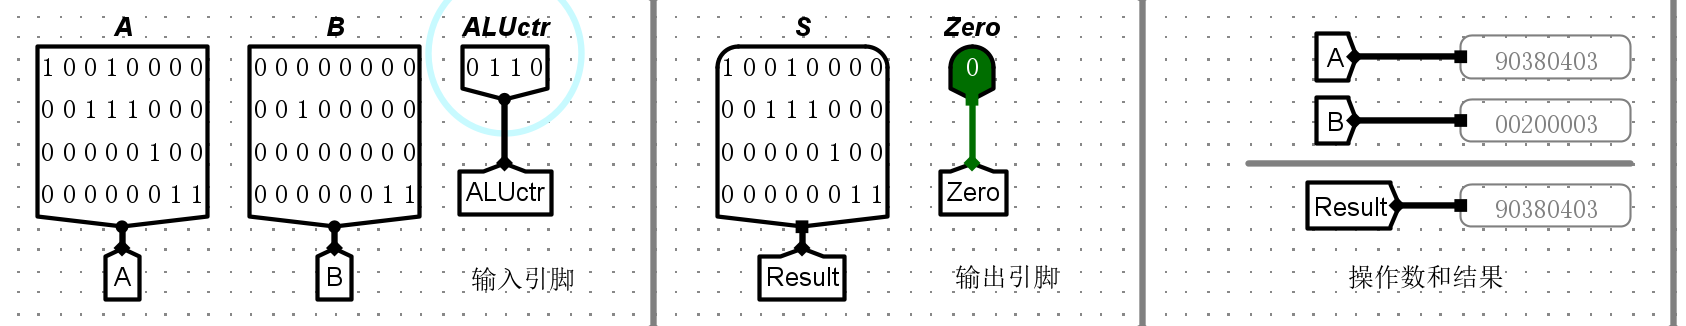 A
B
ALUctr
S
Zero
1 0 0 1 0 0 0 0
0 0 1 1 1 0 0 0
0 0 0 0 0 1 0 0
0 0 0 0 0 0 1 1
A
0 0 0 0 0 0 0 0
0 0 1 0 0 0 0 0
0 0 0 0 0 0 0 0
0 0 0 0 0 0 1 1
B
0 1 1 0
ALUctr
输入引脚
1 0 0 1 0 0 0 0
0 0 1 1 1 0 0 0
0 0 0 0 0 1 0 0
0 0 0 0 0 0 1 1
Result
0
Zero
输出引脚
A 90380403
B 00200003
Result 90380403
操作数和结果